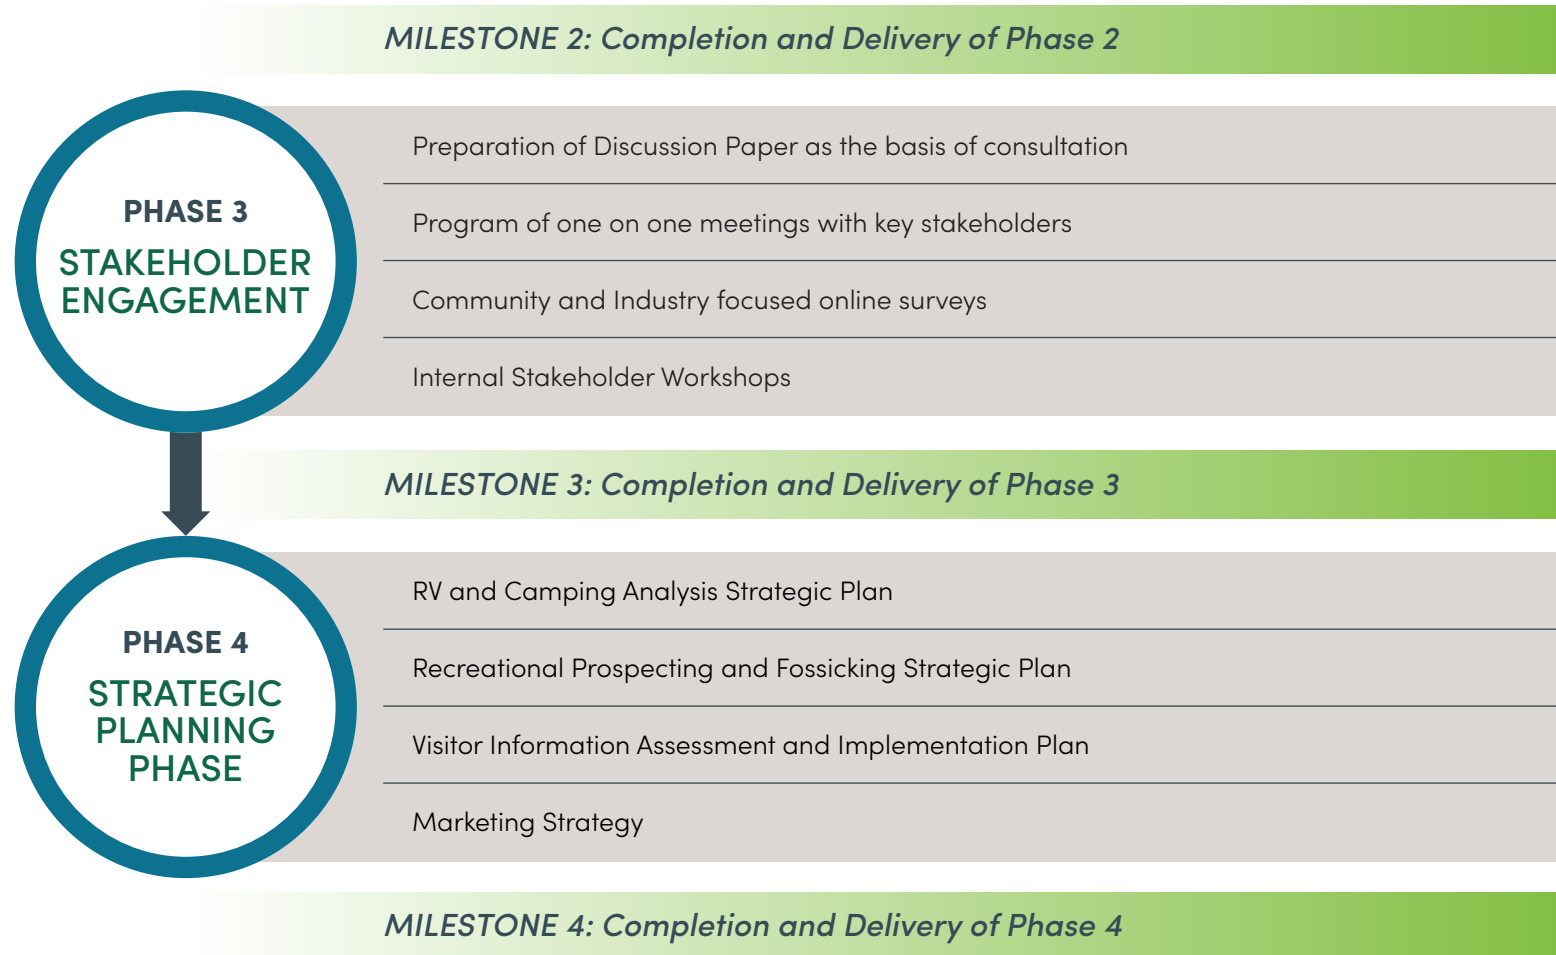 MILESTONE 2: Completion and Delivery of Phase 2
PHASE 3
STAKEHOLDER
ENGAGEMENT
Preparation of Discussion Paper as the basis of consultation
Program of one on one meetings with key stakeholders
Community and Industry focused online surveys
Internal Stakeholder Workshops
MILESTONE 3: Completion and Delivery of Phase 3
PHASE 4
STRATEGIC
PLANNING
PHASE
RV and Camping Analysis Strategic Plan
Recreational Prospecting and Fossicking Strategic Plan
Visitor Information Assessment and Implementation Plan
Marketing Strategy
MILESTONE 4: Completion and Delivery of Phase 4